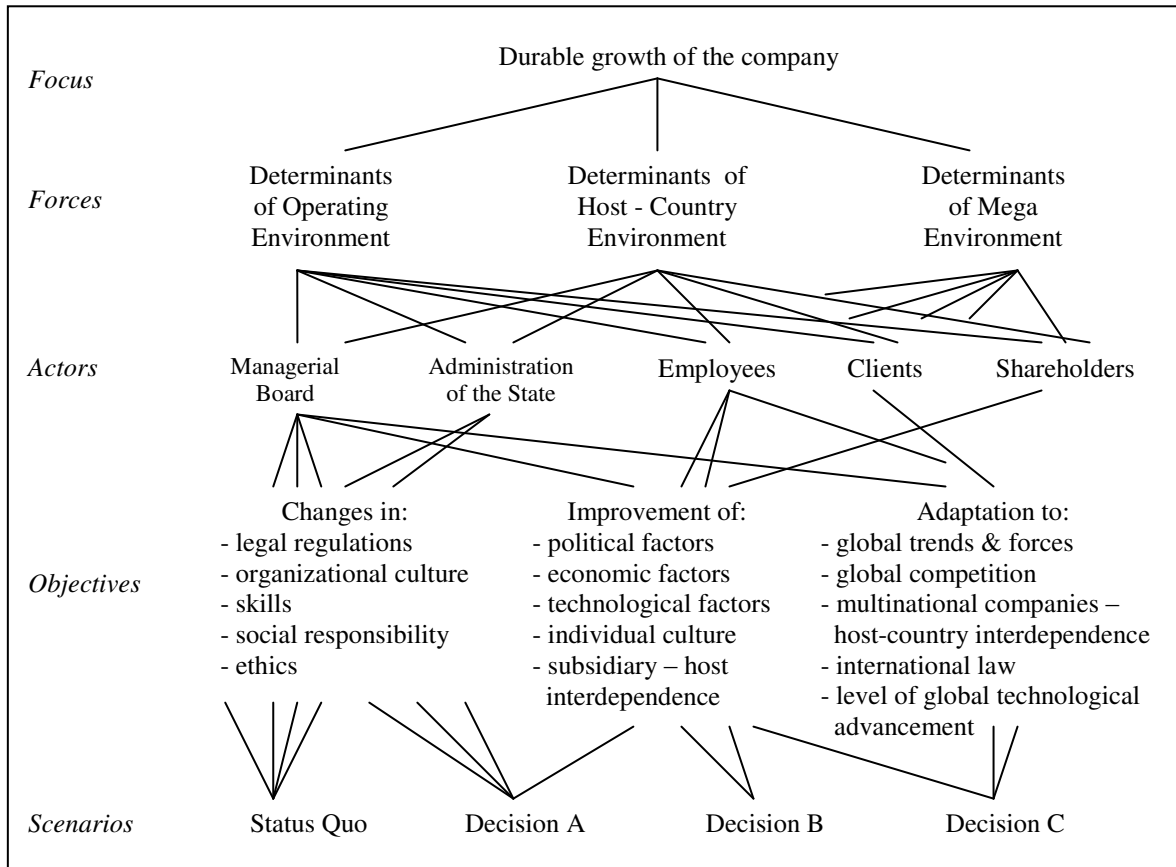 Durable growth of the company
Focus
Determinants
of Operating
Environment
Determinants of
Host - Country
Environment
Determinants
of Mega
Environment
Forces
Actors
Managerial
Board
Administration
of the State
Employees
Clients
Shareholders
Objectives
Changes in:
- legal regulations
- organizational culture
- skills
- social responsibility
- ethics
Improvement of:
- political factors
- economic factors
- technological factors
- individual culture
- subsidiary – host
interdependence
Adaptation to:
- global trends & forces
- global competition
- multinational companies –
host-country interdependence
- international law
- level of global technological
advancement
Scenarios
Status Quo
Decision A
Decision B
Decision C